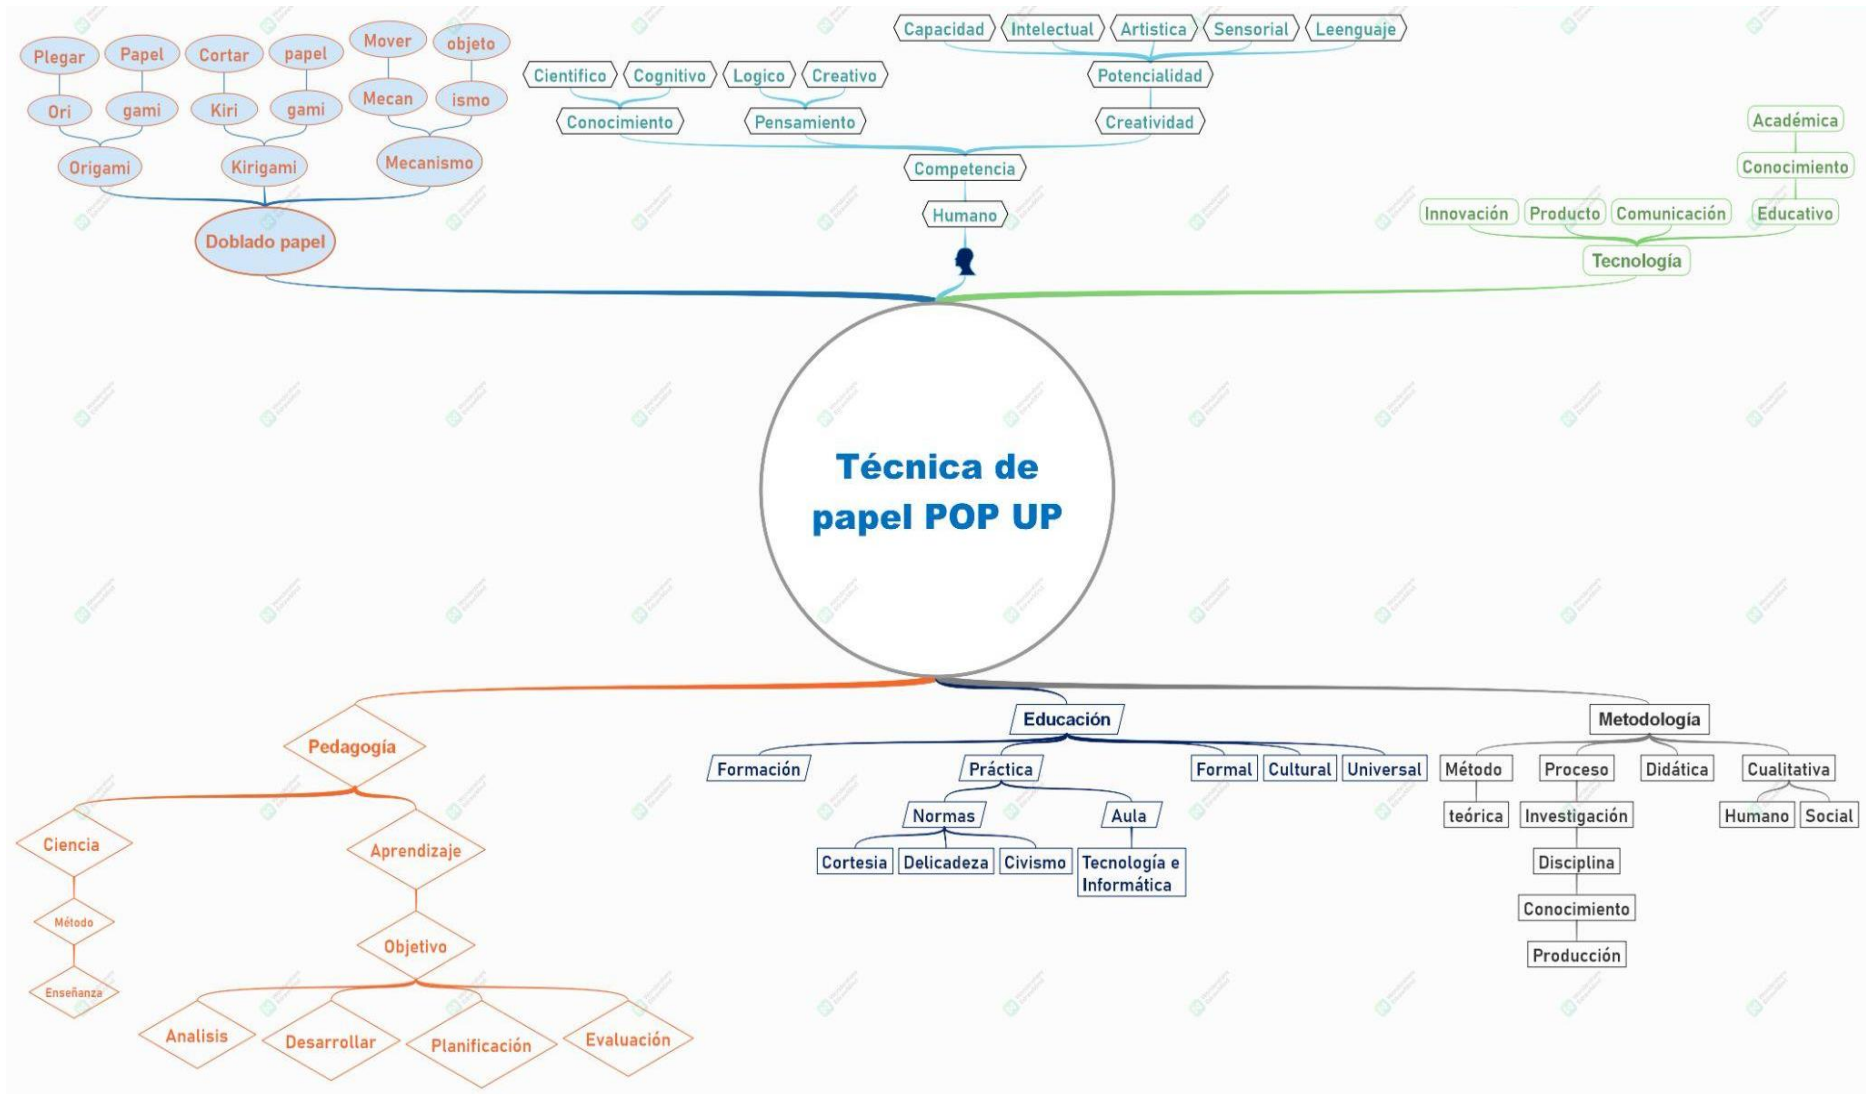 Plegar
Papel
Cortar
papel
Mover
objeto
Ori
gami
Kiri
gami
Mecan
ismo
Origami
Kirigami
Mecanismo
Doblado papel
Capacidad
Intelectual
Artistica
Sensorial
Leenguaje
Cientifico
Cognitivo
Logico
Creativo
Potencialidad
Conocimiento
Pensamiento
Creatividad
Competencia
Humano
Académica
Conocimiento
Innovación
Producto
Comunicación
Educativo
Tecnología
Técnica de
papel POP UP
Pedagogía
Ciencia
Aprendizaje
Método
Objetivo
Enseñanza
Analisis
Desarrollar
Planificación
Evaluación
Educación
Formación
Práctica
Formal
Cultural
Universal
Normas
Aula
Cortesia
Delicadeza
Civismo
Tecnología e
Informática
Metodología
Método
Proceso
Didática
Cualitativa
teórica
Investigación
Humano
Social
Disciplina
Conocimiento
Producción